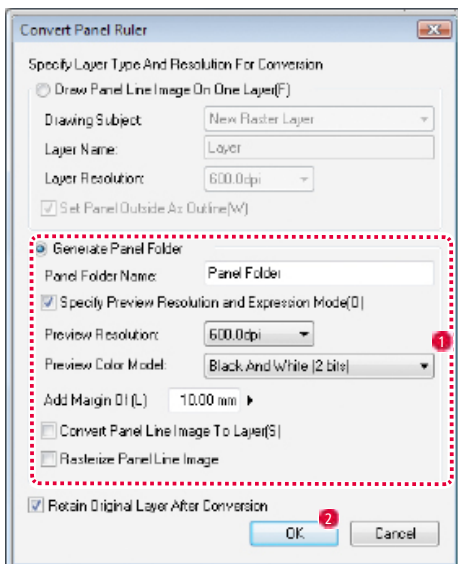 Convert Panel Ruler
Specify Layer Type And Resolution For Conversion
Draw Panel Line Image On One Layer(F)
Drawing Subject: New Raster Layer
Layer Name: Layer
Layer Resolution: 600.0dpi
Set Panel Outside As Outline(W)
Generate Panel Folder
Panel Folder Name: Panel Folder
Specify Preview Resolution and Expression Mode(O)
Preview Resolution: 600.0dpi
1
Preview Color Model: Black And White (2 bits)
Add Margin Of (L) 10.00 mm
Convert Panel Line Image To Layer(S)
Rasterize Panel Line Image
Retain Original Layer After Conversion
2
OK Cancel